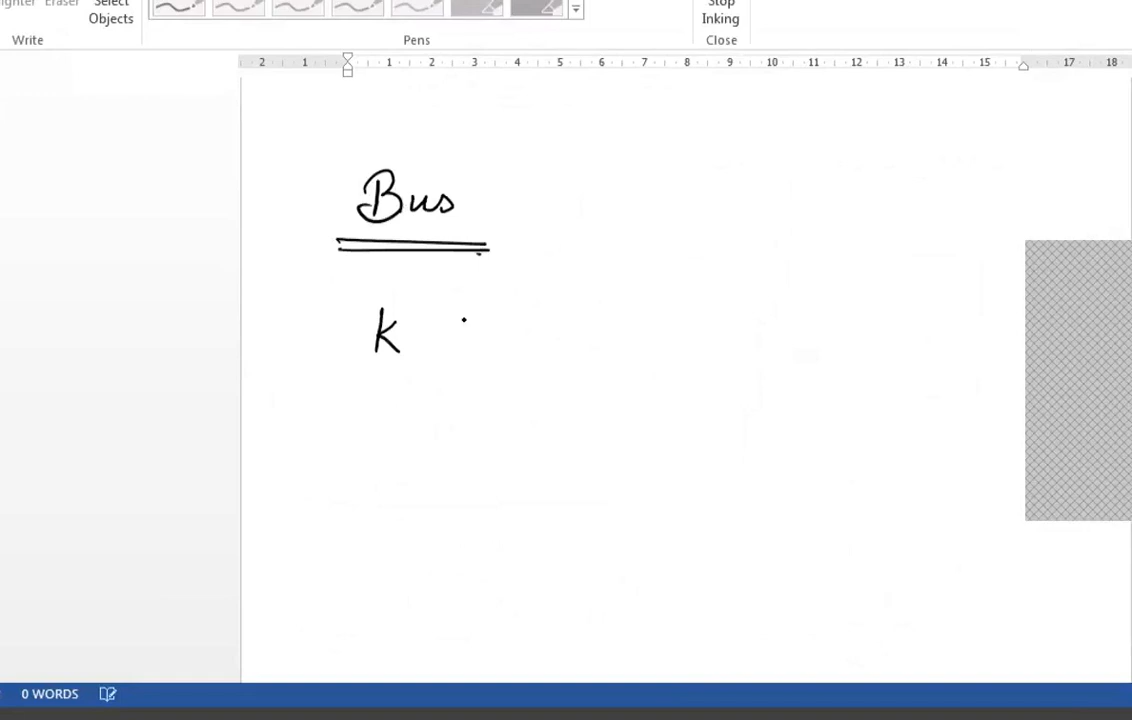 ghter Eraser Select Objects Stop Inking
Write Pens Close
2 1 1 2 3 4 5 6 7 8 9 10 11 12 13 14 15 17 18
Bus
k
0 WORDS